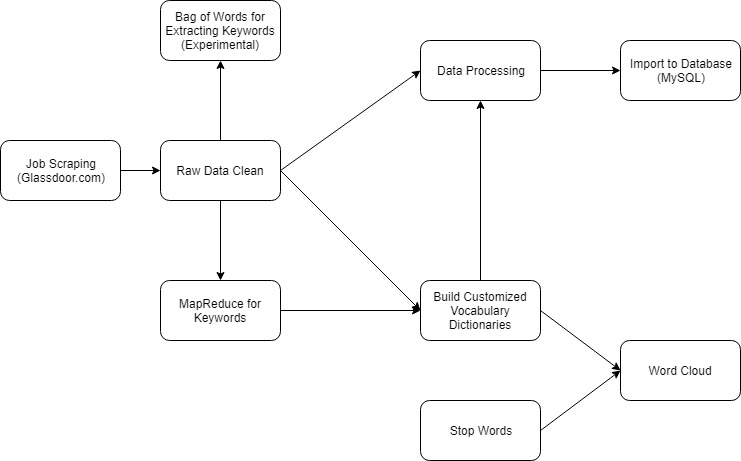 Bag of Words for
Extracting Keywords
(Experimental)
Data Processing
Import to Database
(MySQL)
Job Scraping
(Glassdoor.com)
Raw Data Clean
MapReduce for
Keywords
Build Customized
Vocabulary
Dictionaries
Word Cloud
Stop Words